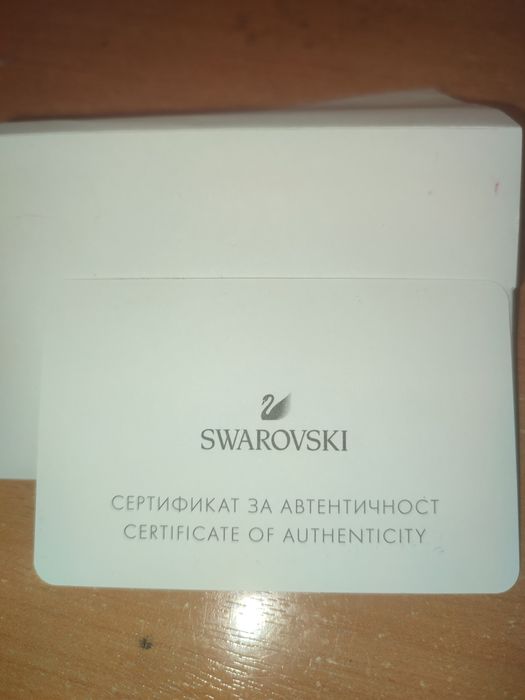 SWAROVSKI
СЕРТИФИКАТ ЗА АВТЕНТИЧНОСТ
CERTIFICATE OF AUTHENTICITY